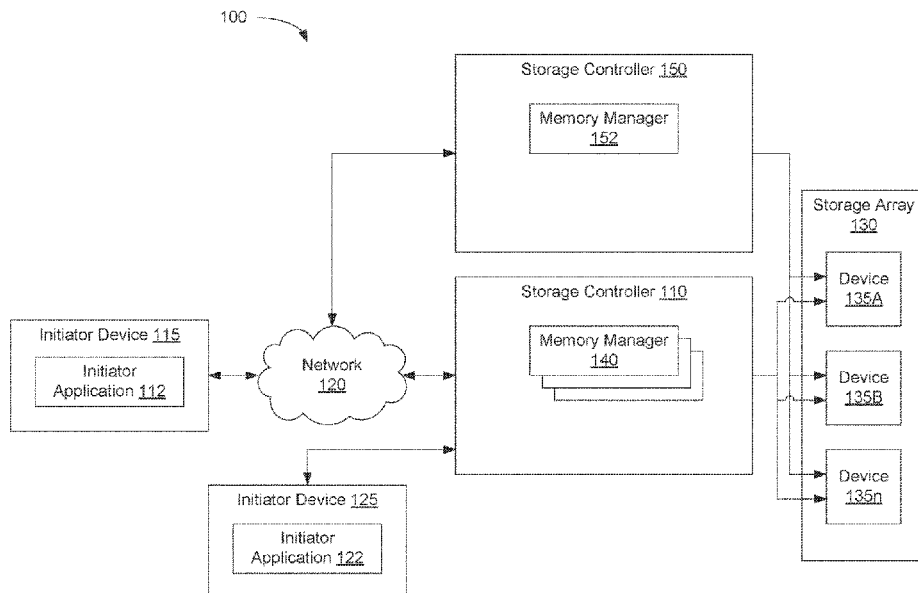 100
Storage Controller 150
Memory Manager
152
Storage Array
130
Device
135A
Device
135B
Device
135n
Storage Controller 110
Memory Manager
140
Initiator Device 115
Initiator
Application 112
Network
120
Initiator Device 125
Initiator
Application 122